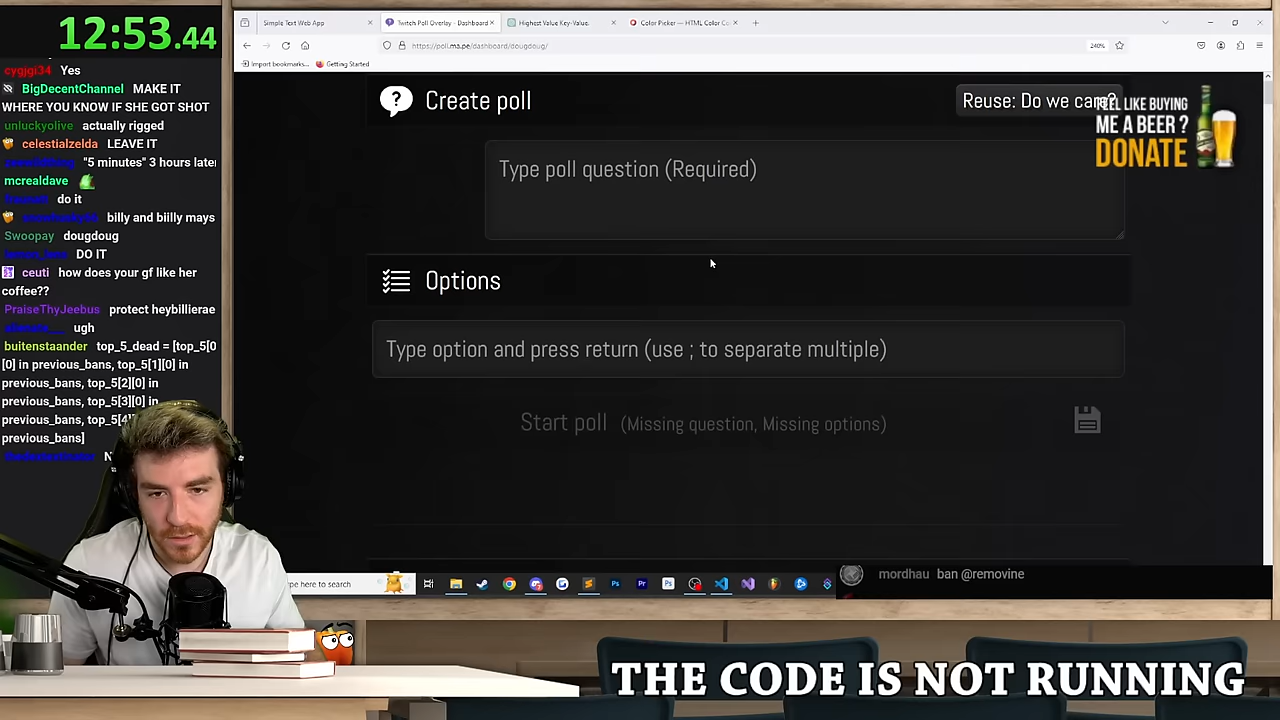 12:53.44
cygjgi34 Yes
BigDecentChannel MAKE IT
WHERE YOU KNOW IF SHE GOT SHOT
unluckyolive actually rigged
celestialzelda LEAVE IT
"5 minutes" 3 hours later
mcrealdave
do it
billy and biilly mays
Swoopay dougdoug
DO IT
ceuti how does your gf like her
coffee??
PraiseThyJeebus protect heybillierae
ugh
buitenstaander top_5_dead = [top_5[0
[0] in previous_bans, top_5[1][0] in
previous_bans, top_5[2][0] in
previous_bans, top_5[3][0] in
previous_bans, top_5[4]
previous_bans]
Simple Text Web App
Twitch Poll Overlay - Dashboard
Highest Value Key-Value.
Color Picker — HTML Color Co
https://poll.ma.pe/dashboard/dougdoug/
240%
Import bookmarks...
Getting Started
Create poll
Reuse: Do we care?
FEEL LIKE BUYING
ME A BEER ?
DONATE
Type poll question (Required)
Options
Type option and press return (use ; to separate multiple)
Start poll (Missing question, Missing options)
ype here to search
mordhau ban @removine
THE CODE IS NOT RUNNING